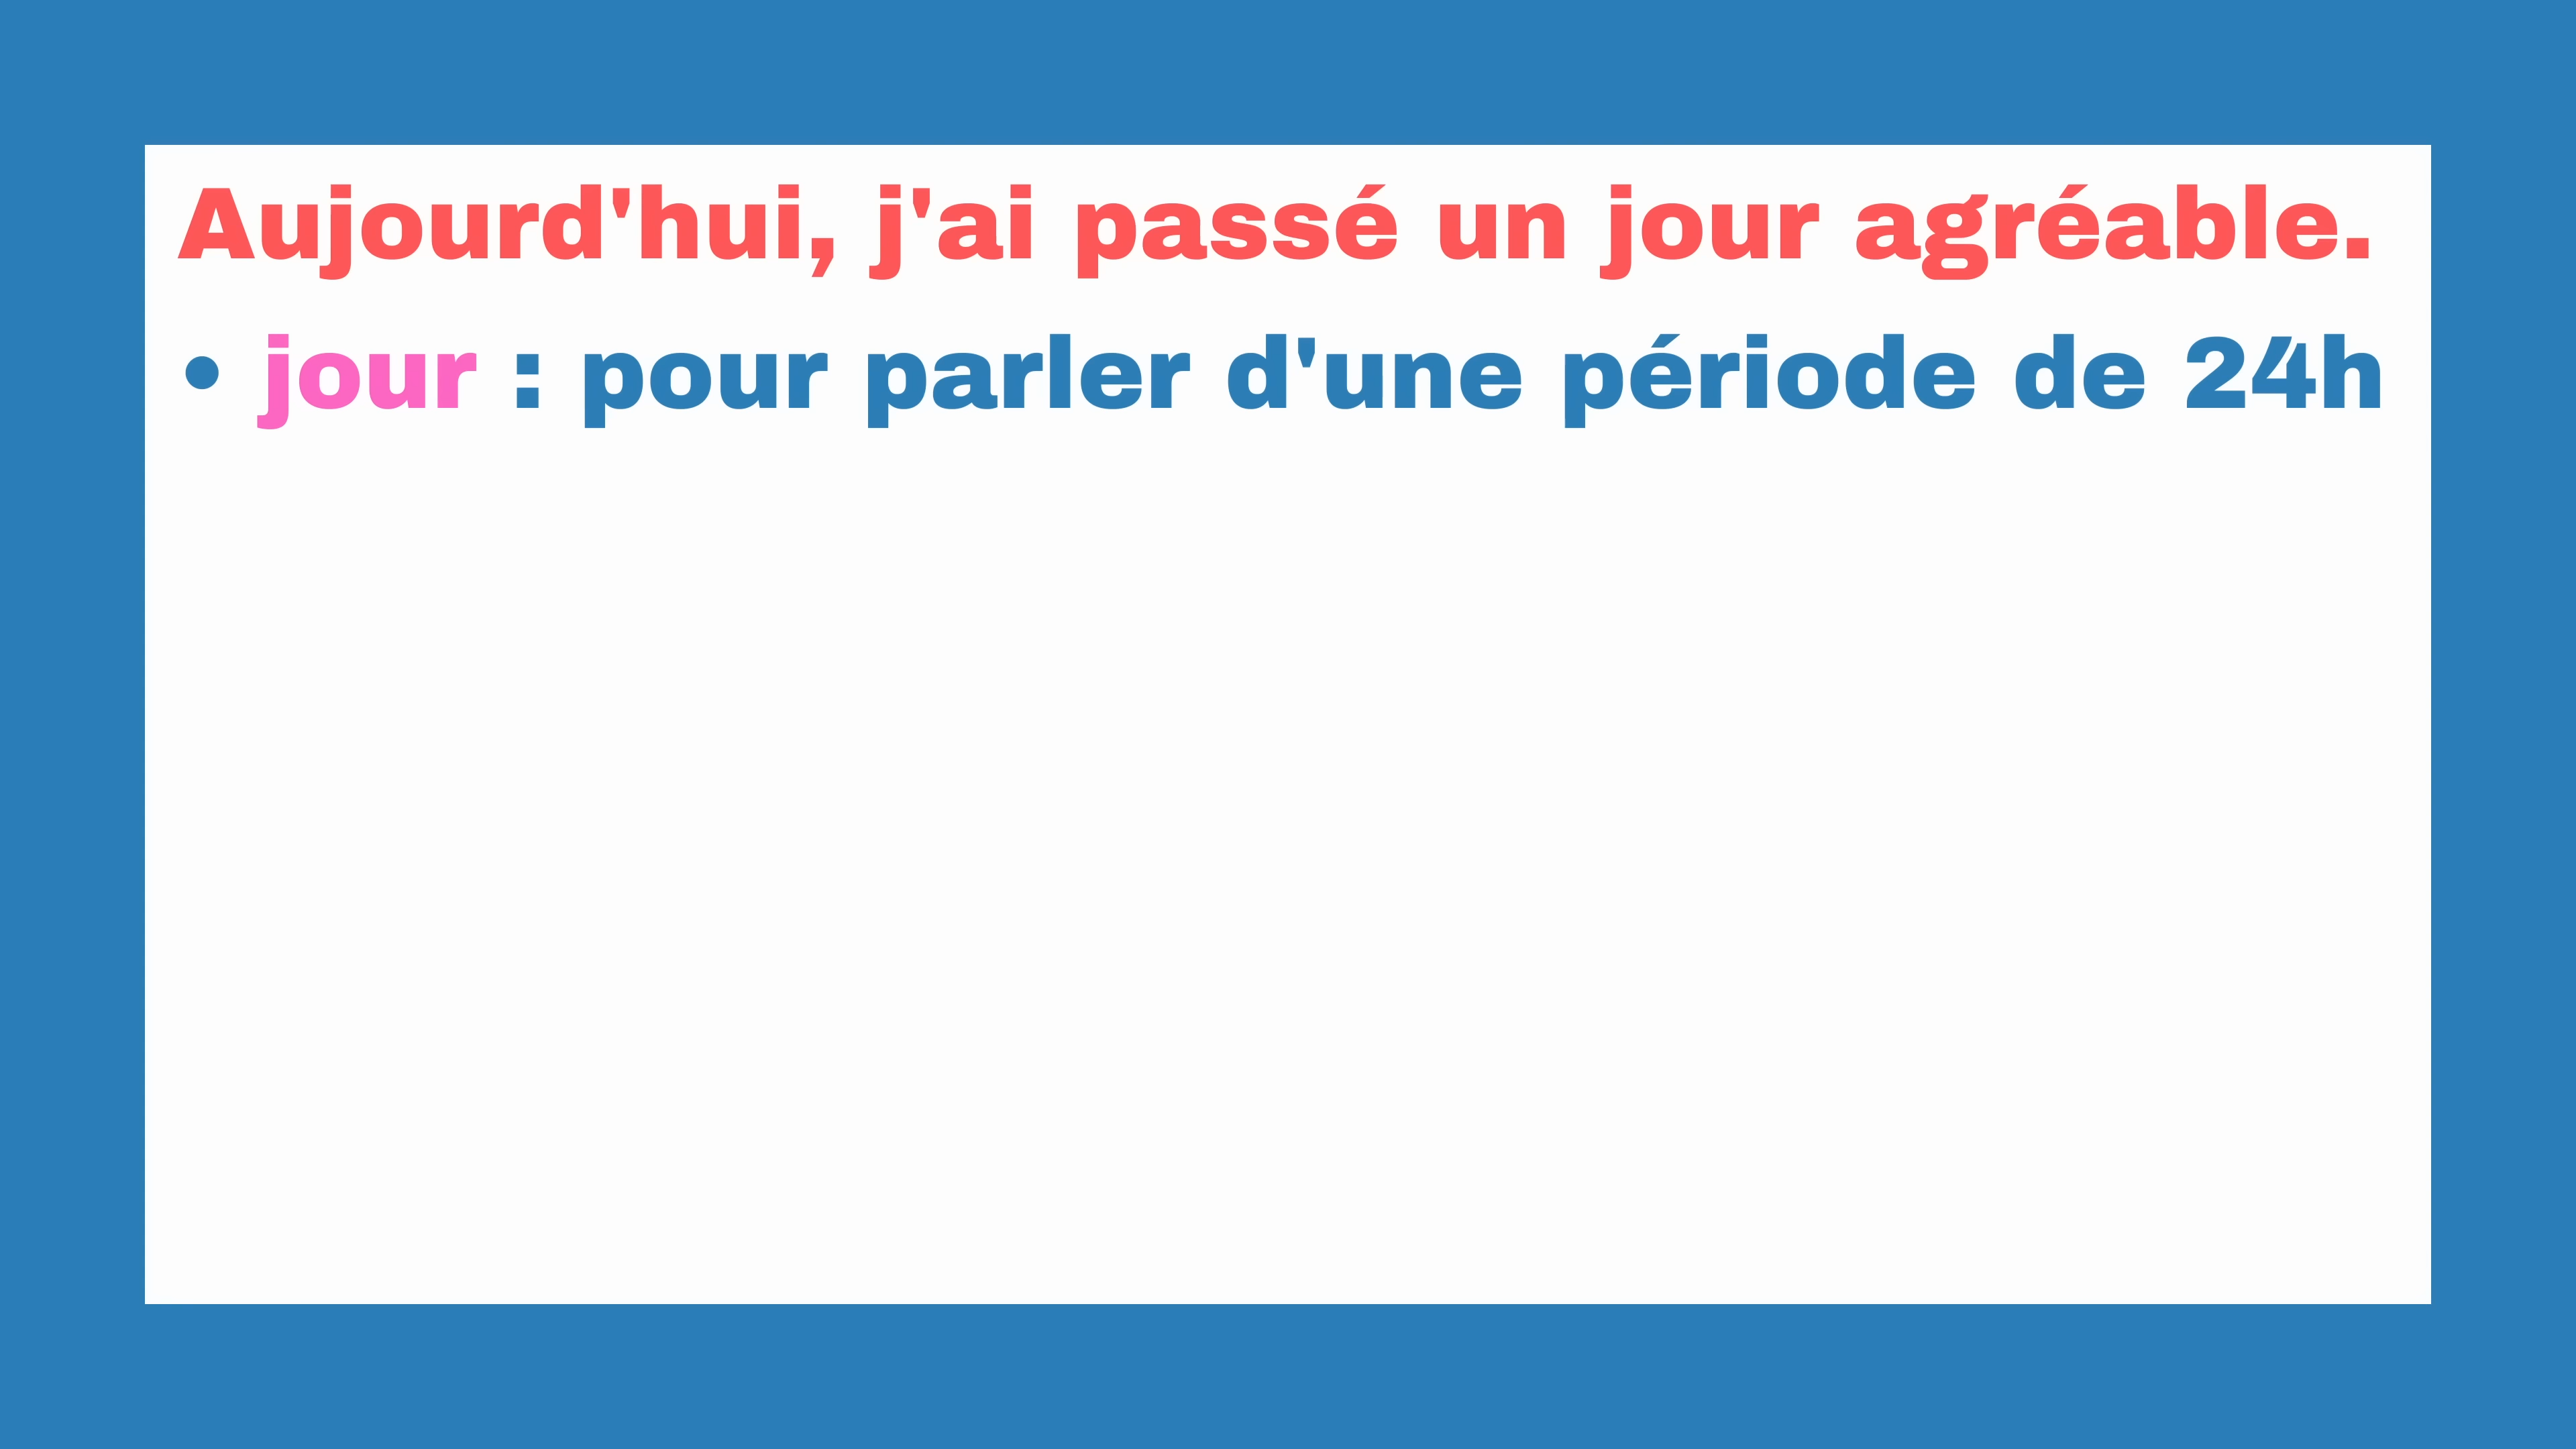 Aujourd'hui, j'ai passé un jour agréable.
• jour : pour parler d'une période de 24h